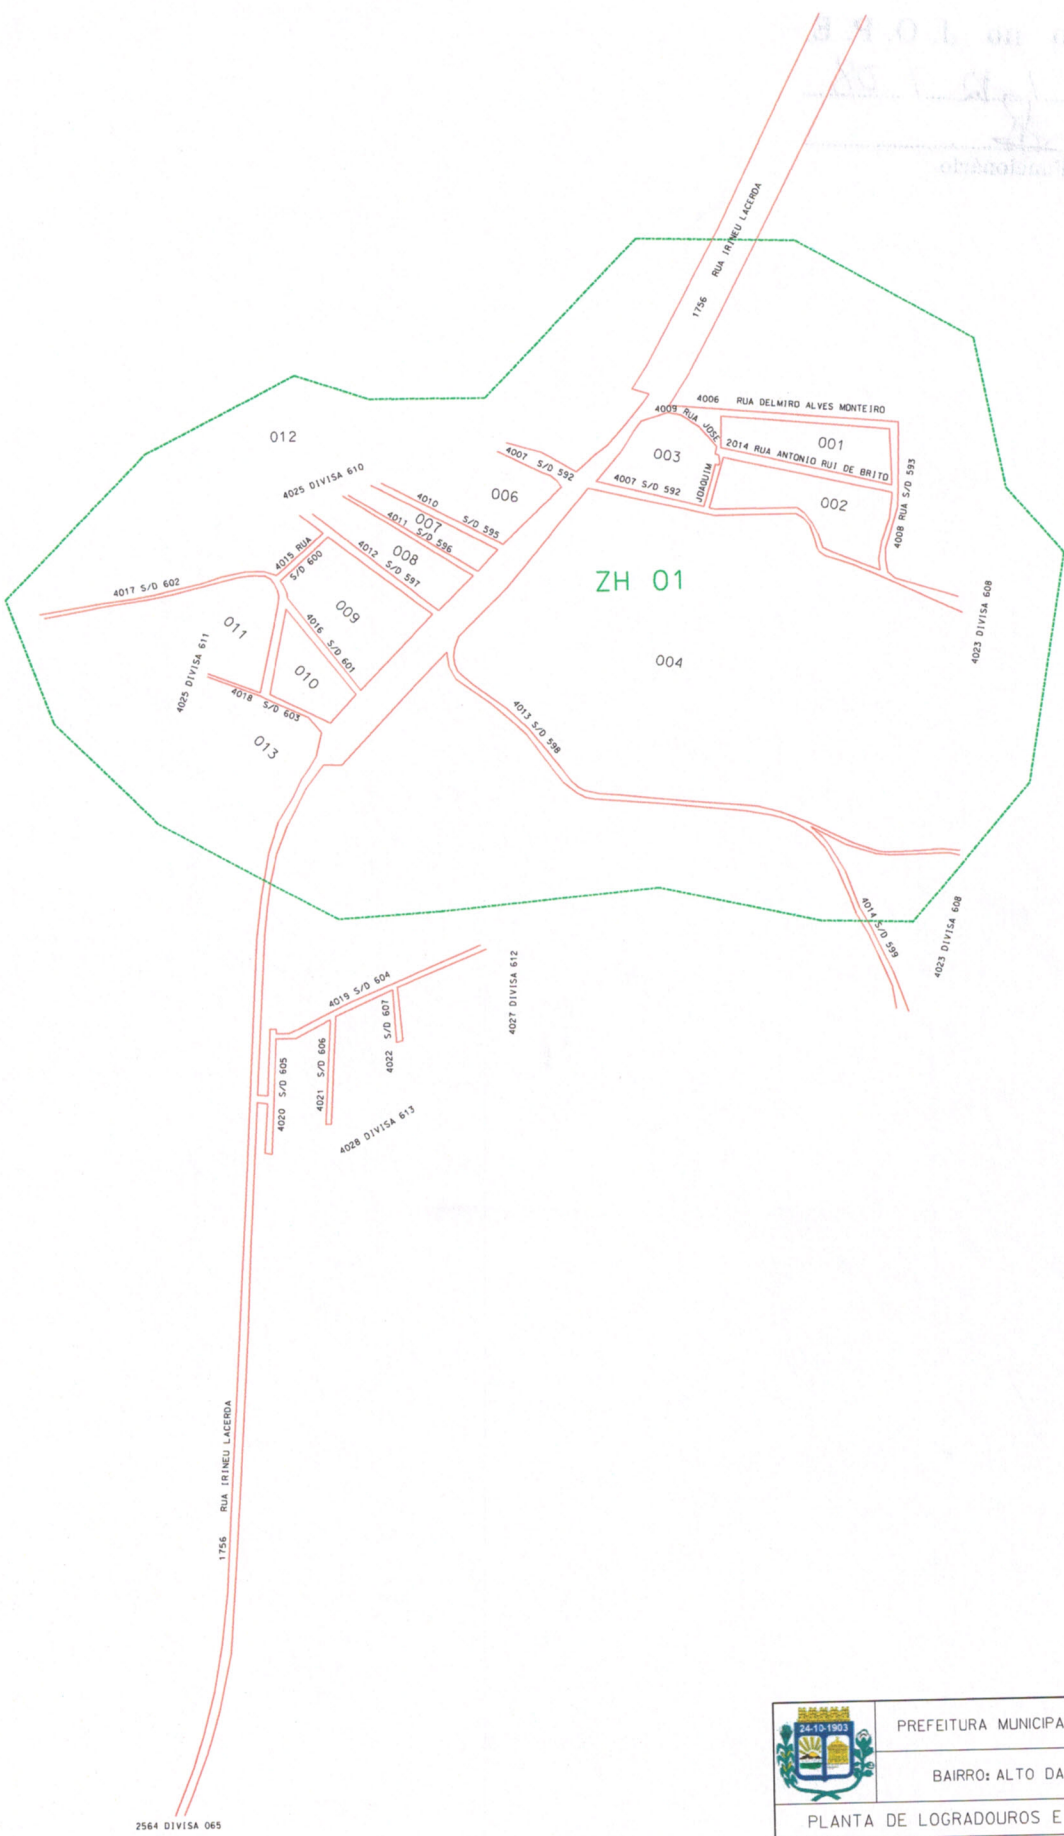 1756 RUA IRINEU LACERDA
4006 RUA DELMIRO ALVES MONTEIRO
4009 RUA JOSE
JOAQUIM
001
2014 RUA ANTONIO RUI DE BRITO
4008 RUA S/D 593
003
002
4007 S/D 592
4007 S/D 592
012
4025 DIVISA 610
006
4010 S/D 595
007
4011 S/D 596
008
4012 S/D 597
4015 RUA
S/D 600
4017 S/D 602
009
ZH 01
011
4016 S/D 601
4023 DIVISA 608
4025 DIVISA 611
010
004
4018 S/D 603
013
4013 S/D 598
4014 S/D 599
4023 DIVISA 608
4019 S/D 604
4027 DIVISA 612
4022 S/D 607
4021 S/D 606
4020 S/D 605
4028 DIVISA 613
1756 RUA IRINEU LACERDA
2564 DIVISA 065
24-10-1903
PREFEITURA MUNICIPA
BAIRRO: ALTO DA
PLANTA DE LOGRADOUROS E